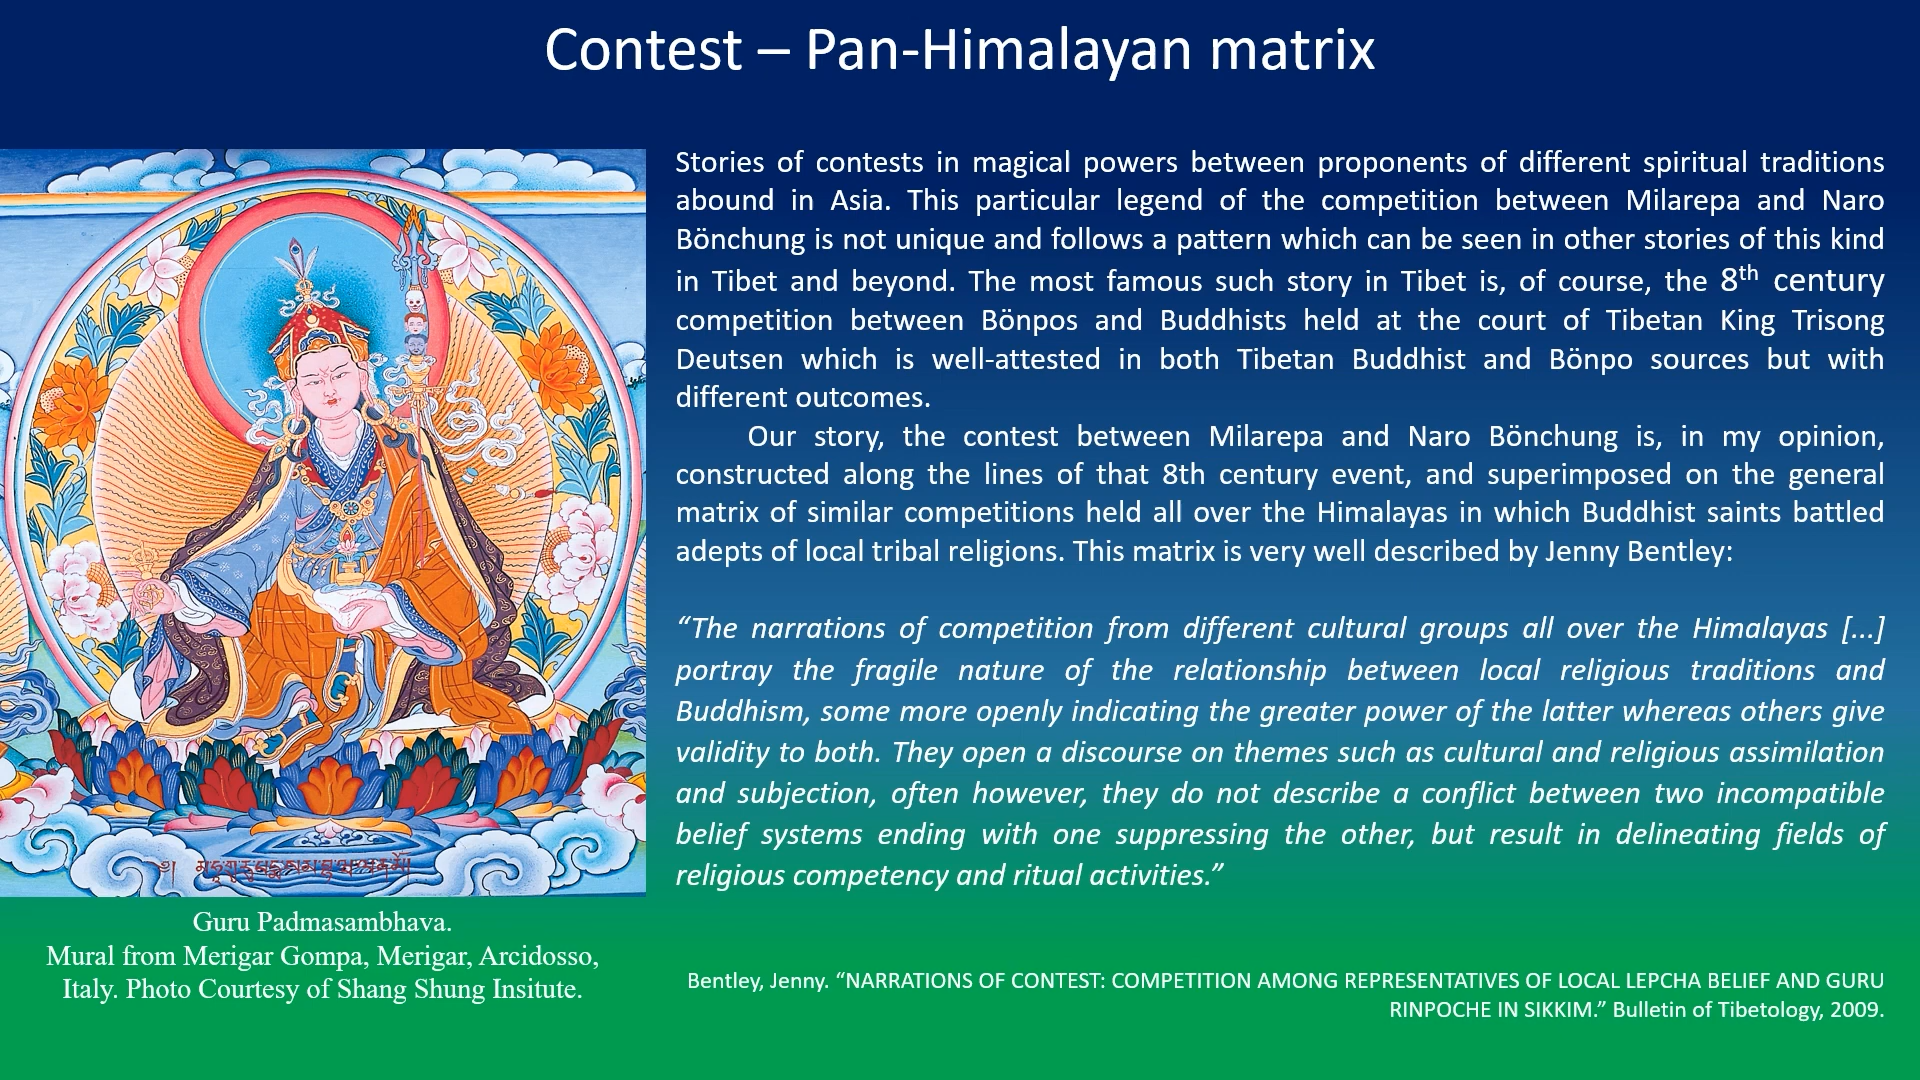 Contest – Pan-Himalayan matrix
Stories of contests in magical powers between proponents of different spiritual traditions
abound in Asia. This particular legend of the competition between Milarepa and Naro
Bönchung is not unique and follows a pattern which can be seen in other stories of this kind
in Tibet and beyond. The most famous such story in Tibet is, of course, the 8th century
competition between Bönpos and Buddhists held at the court of Tibetan King Trisong
Deutsen which is well-attested in both Tibetan Buddhist and Bönpo sources but with
different outcomes.
Our story, the contest between Milarepa and Naro Bönchung is, in my opinion,
constructed along the lines of that 8th century event, and superimposed on the general
matrix of similar competitions held all over the Himalayas in which Buddhist saints battled
adepts of local tribal religions. This matrix is very well described by Jenny Bentley:
“The narrations of competition from different cultural groups all over the Himalayas [...]
portray the fragile nature of the relationship between local religious traditions and
Buddhism, some more openly indicating the greater power of the latter whereas others give
validity to both. They open a discourse on themes such as cultural and religious assimilation
and subjection, often however, they do not describe a conflict between two incompatible
belief systems ending with one suppressing the other, but result in delineating fields of
religious competency and ritual activities.”
Guru Padmasambhava.
Mural from Merigar Gompa, Merigar, Arcidosso,
Italy. Photo Courtesy of Shang Shung Insitute.
Bentley, Jenny. “NARRATIONS OF CONTEST: COMPETITION AMONG REPRESENTATIVES OF LOCAL LEPCHA BELIEF AND GURU
RINPOCHE IN SIKKIM.” Bulletin of Tibetology, 2009.